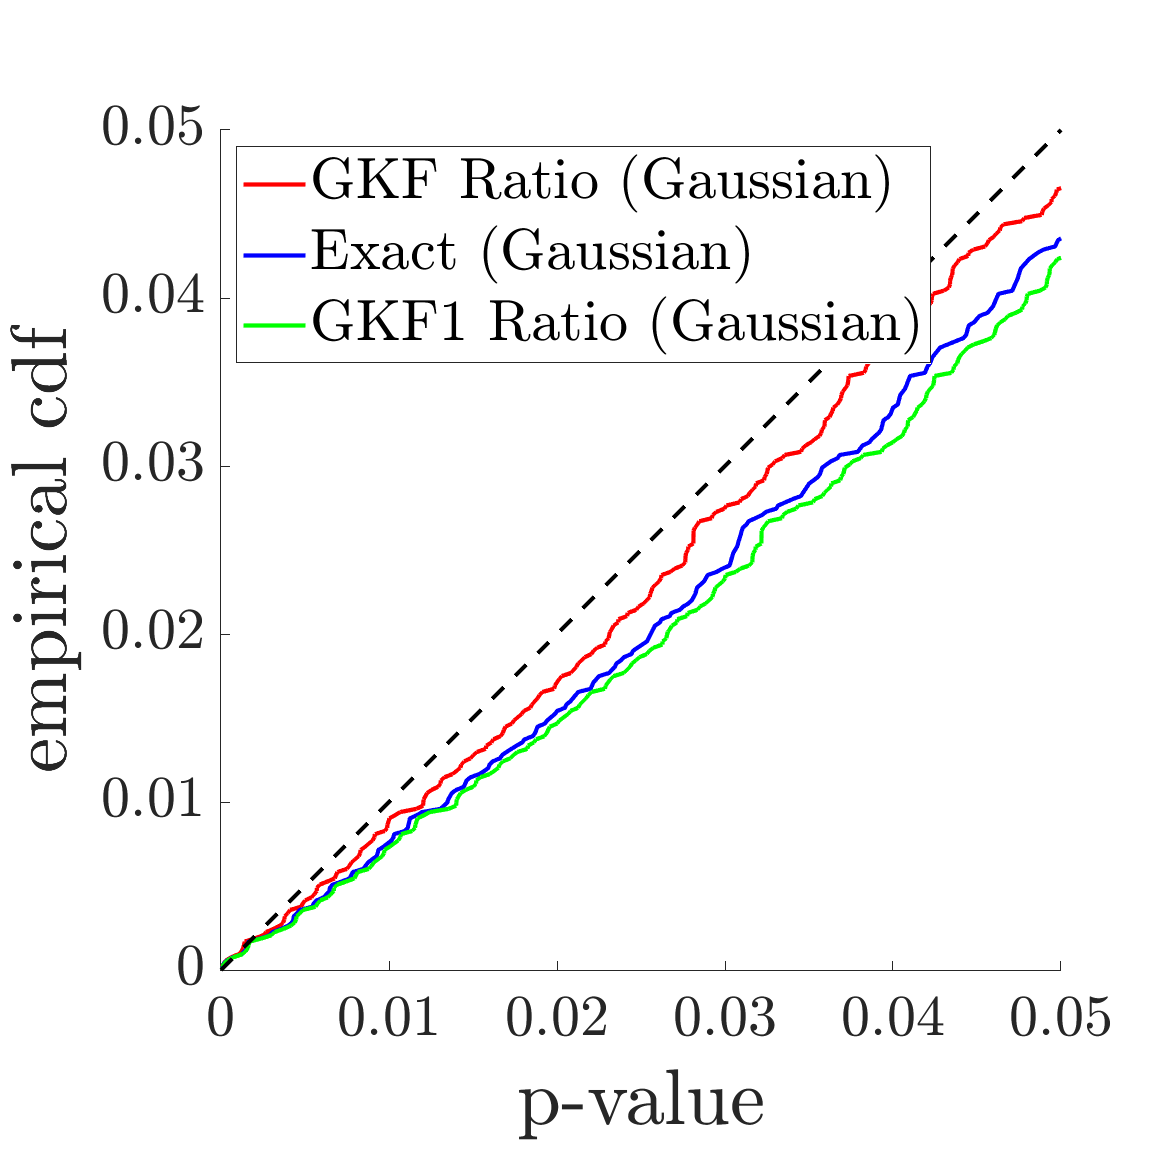 0.05
GKF Ratio (Gaussian)
Exact (Gaussian)
GKF1 Ratio (Gaussian)
0.04
0.03
0.02
0.01
0
empirical cdf
0 0.01 0.02 0.03 0.04 0.05
p-value